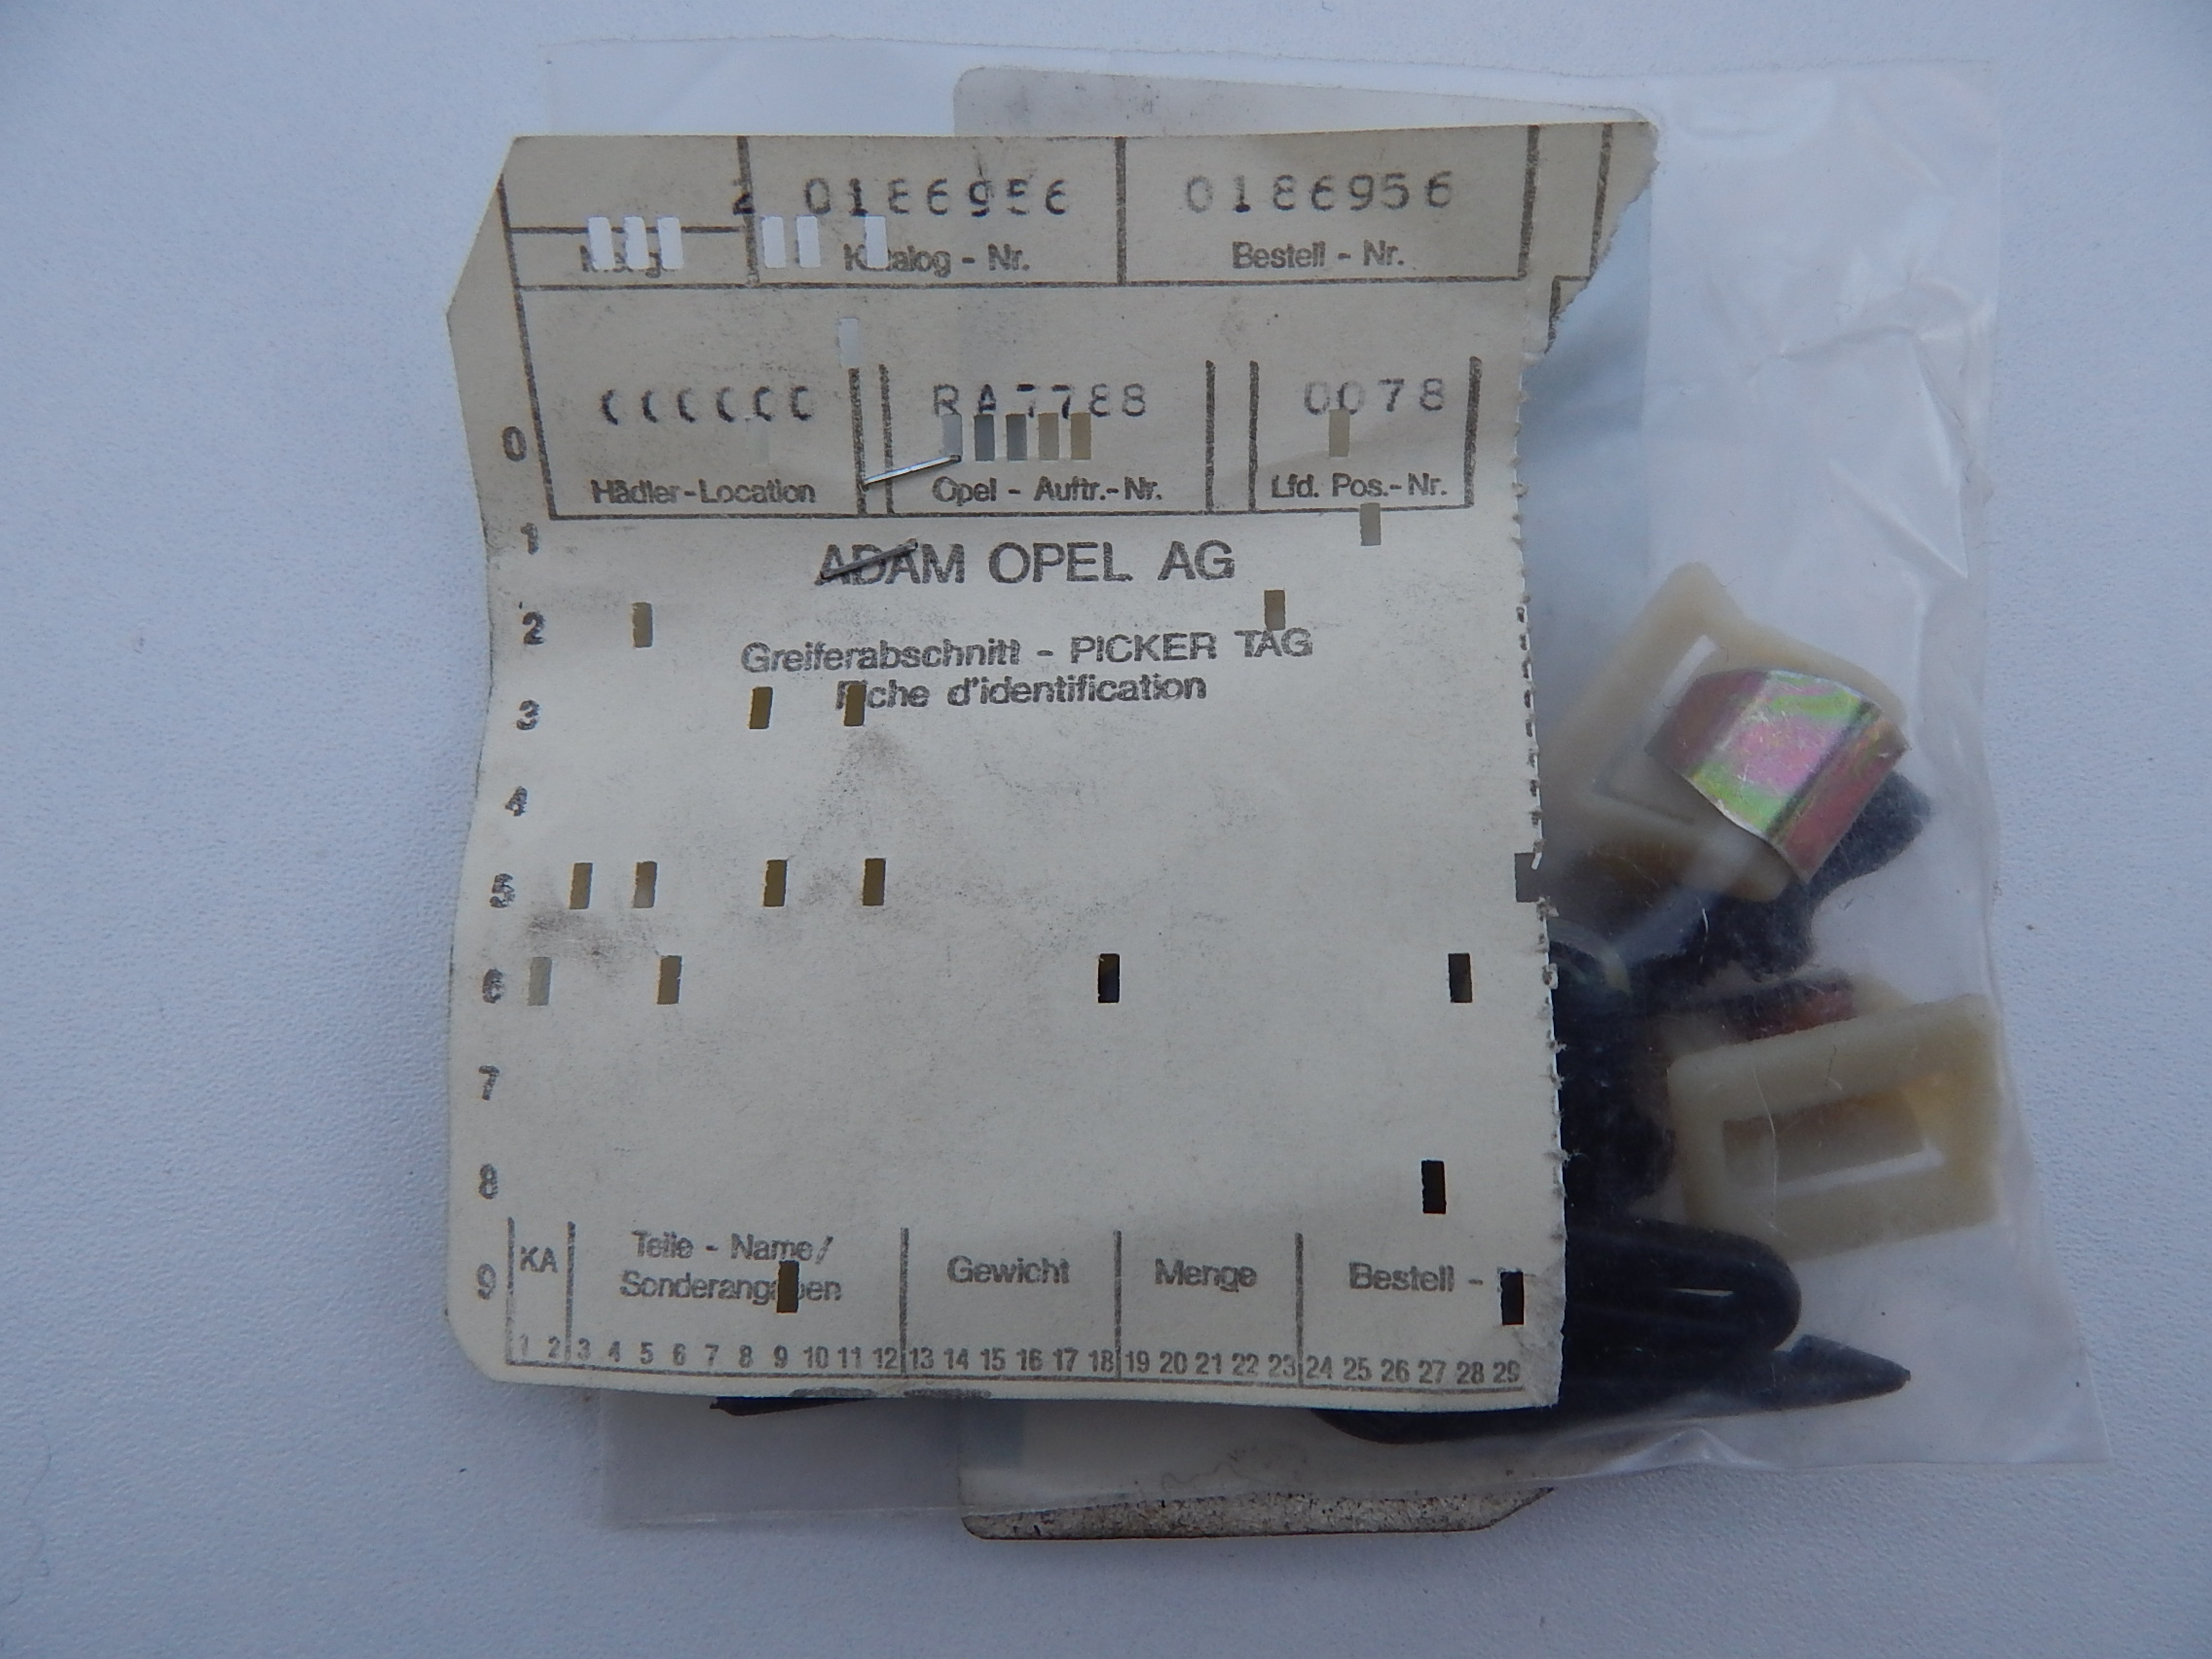 2 0186956 0186956
Katalog - Nr. Bestell - Nr.
RA7788 0078
Hädler-Location Opel - Auftr.-Nr. Lfd. Pos.-Nr.
0
1
ADAM OPEL AG
2
Greiferabschnitt - PICKER TAG
Fiche d'identification
3
4
5
6
7
8
9
KA Teile - Name/ Gewicht Menge Bestell -
Sonderangaben
1 2 3 4 5 6 7 8 9 10 11 12 13 14 15 16 17 18 19 20 21 22 23 24 25 26 27 28 29